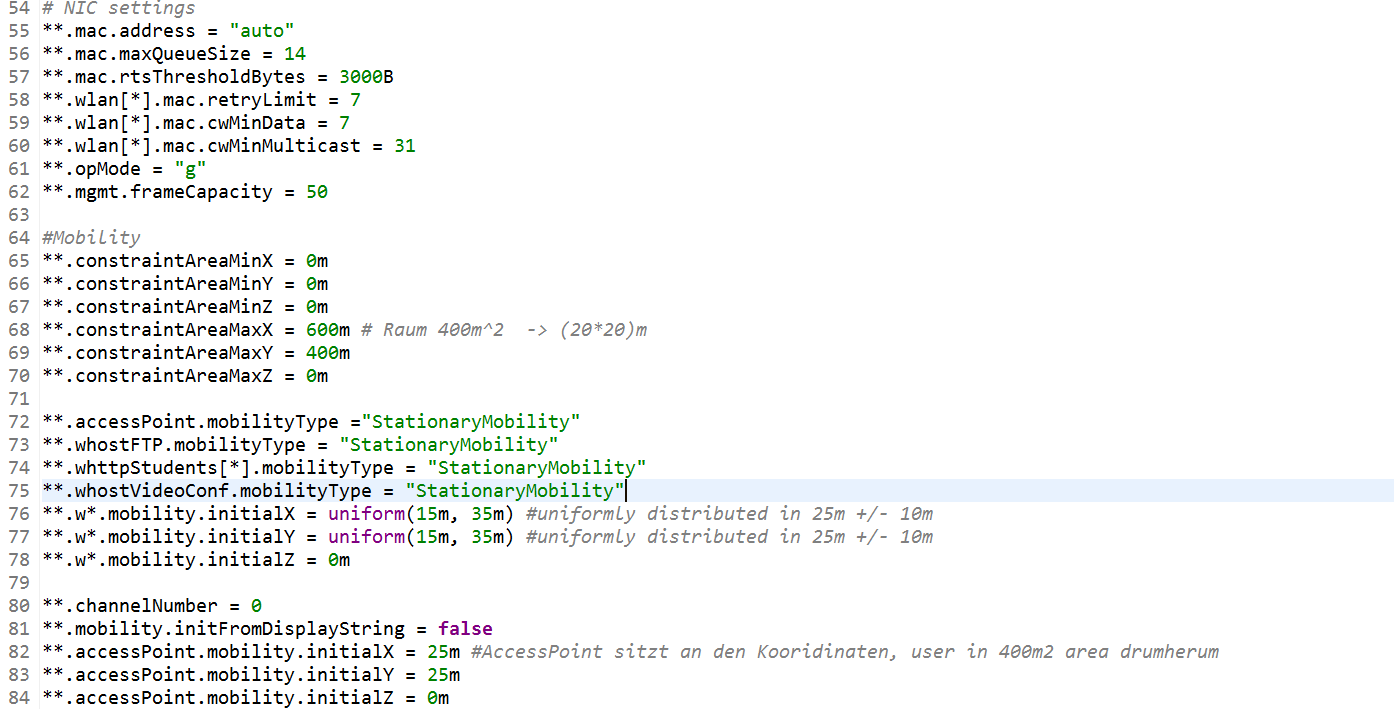 54 # NIC settings
55 **.mac.address = "auto"
56 **.mac.maxQueueSize = 14
57 **.mac.rtsThresholdBytes = 3000B
58 **.wlan[*].mac.retryLimit = 7
59 **.wlan[*].mac.cwMinData = 7
60 **.wlan[*].mac.cwMinMulticast = 31
61 **.opMode = "g"
62 **.mgmt.frameCapacity = 50
63
64 #Mobility
65 **.constraintAreaMinX = 0m
66 **.constraintAreaMinY = 0m
67 **.constraintAreaMinZ = 0m
68 **.constraintAreaMaxX = 600m # Raum 400m^2  -> (20*20)m
69 **.constraintAreaMaxY = 400m
70 **.constraintAreaMaxZ = 0m
71
72 **.accessPoint.mobilityType ="StationaryMobility"
73 **.whostFTP.mobilityType = "StationaryMobility"
74 **.whttpStudents[*].mobilityType = "StationaryMobility"
75 **.whostVideoConf.mobilityType = "StationaryMobility"
76 **.w*.mobility.initialX = uniform(15m, 35m) #uniformly distributed in 25m +/- 10m
77 **.w*.mobility.initialY = uniform(15m, 35m) #uniformly distributed in 25m +/- 10m
78 **.w*.mobility.initialZ = 0m
79
80 **.channelNumber = 0
81 **.mobility.initFromDisplayString = false
82 **.accessPoint.mobility.initialX = 25m #AccessPoint sitzt an den Kooridinaten, user in 400m2 area drumherum
83 **.accessPoint.mobility.initialY = 25m
84 **.accessPoint.mobility.initialZ = 0m